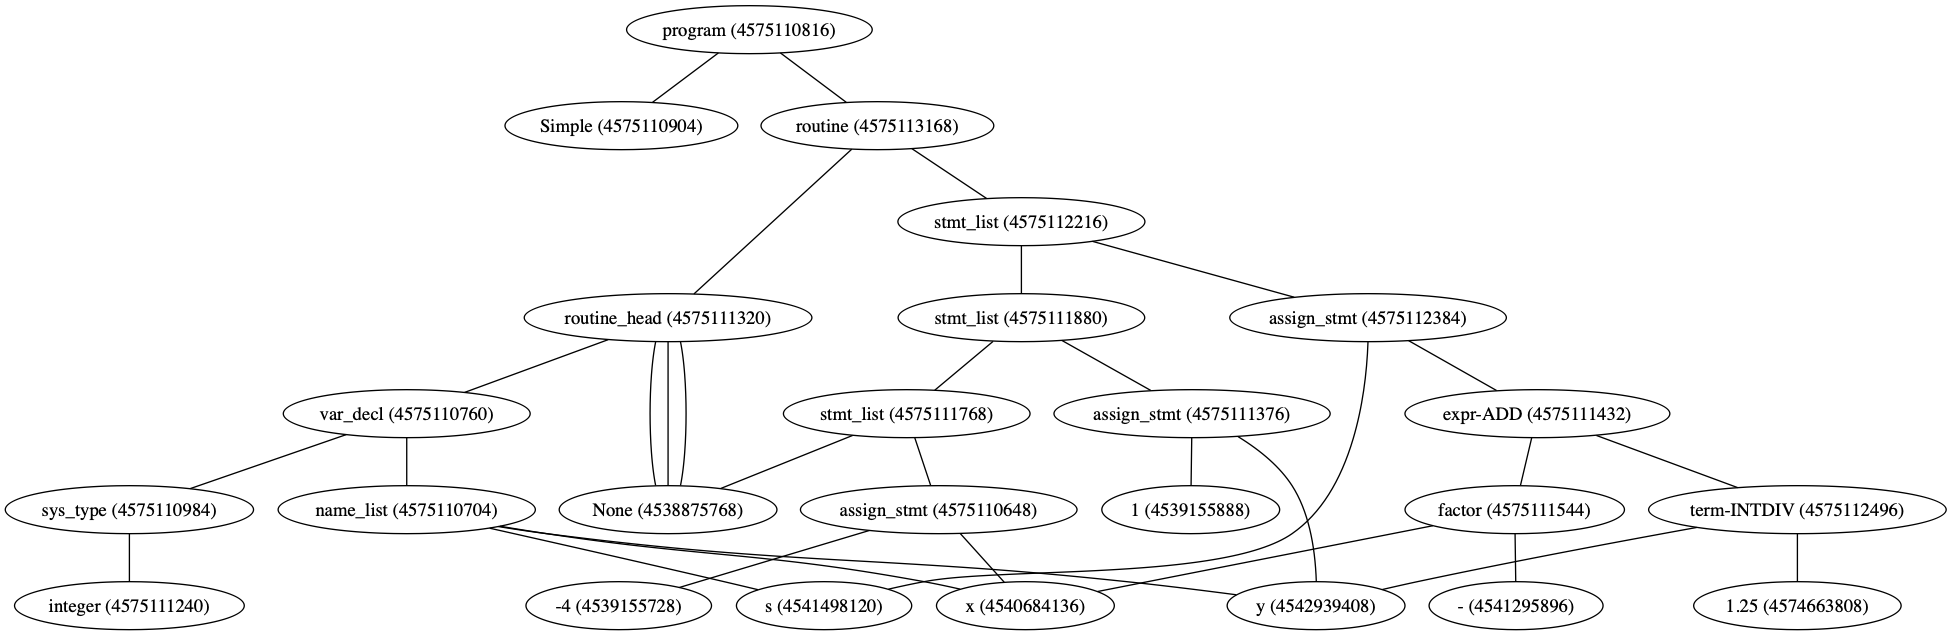 program (4575110816)
Simple (4575110904)
routine (4575113168)
stmt_list (4575112216)
routine_head (4575111320)
stmt_list (4575111880)
assign_stmt (4575112384)
var_decl (4575110760)
stmt_list (4575111768)
assign_stmt (4575111376)
expr-ADD (4575111432)
sys_type (4575110984)
name_list (4575110704)
None (4538875768)
assign_stmt (4575110648)
1 (4539155888)
factor (4575111544)
term-INTDIV (4575112496)
integer (4575111240)
-4 (4539155728)
s (4541498120)
x (4540684136)
y (4542939408)
- (4541295896)
1.25 (4574663808)